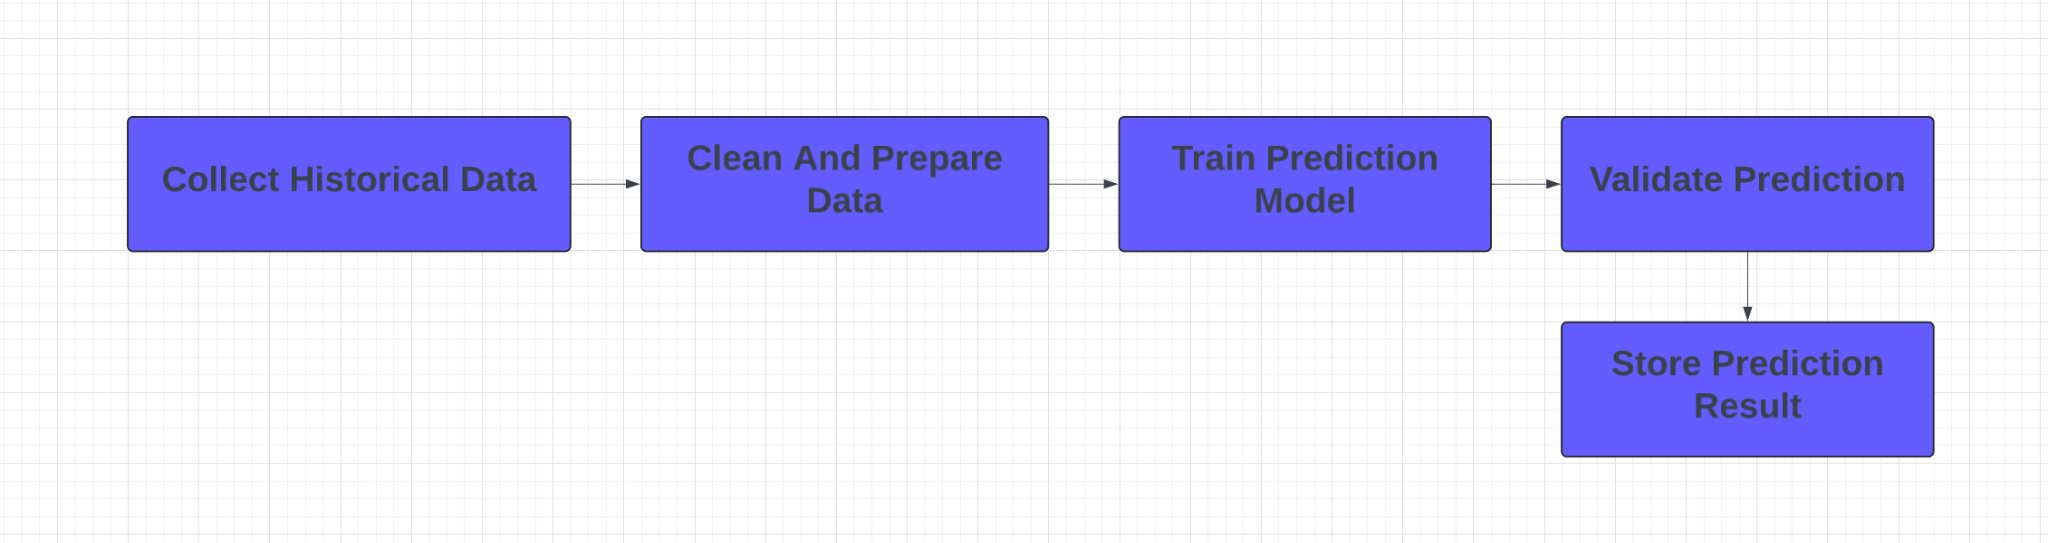 Collect Historical Data
Clean And Prepare
Data
Train Prediction
Model
Validate Prediction
Store Prediction
Result